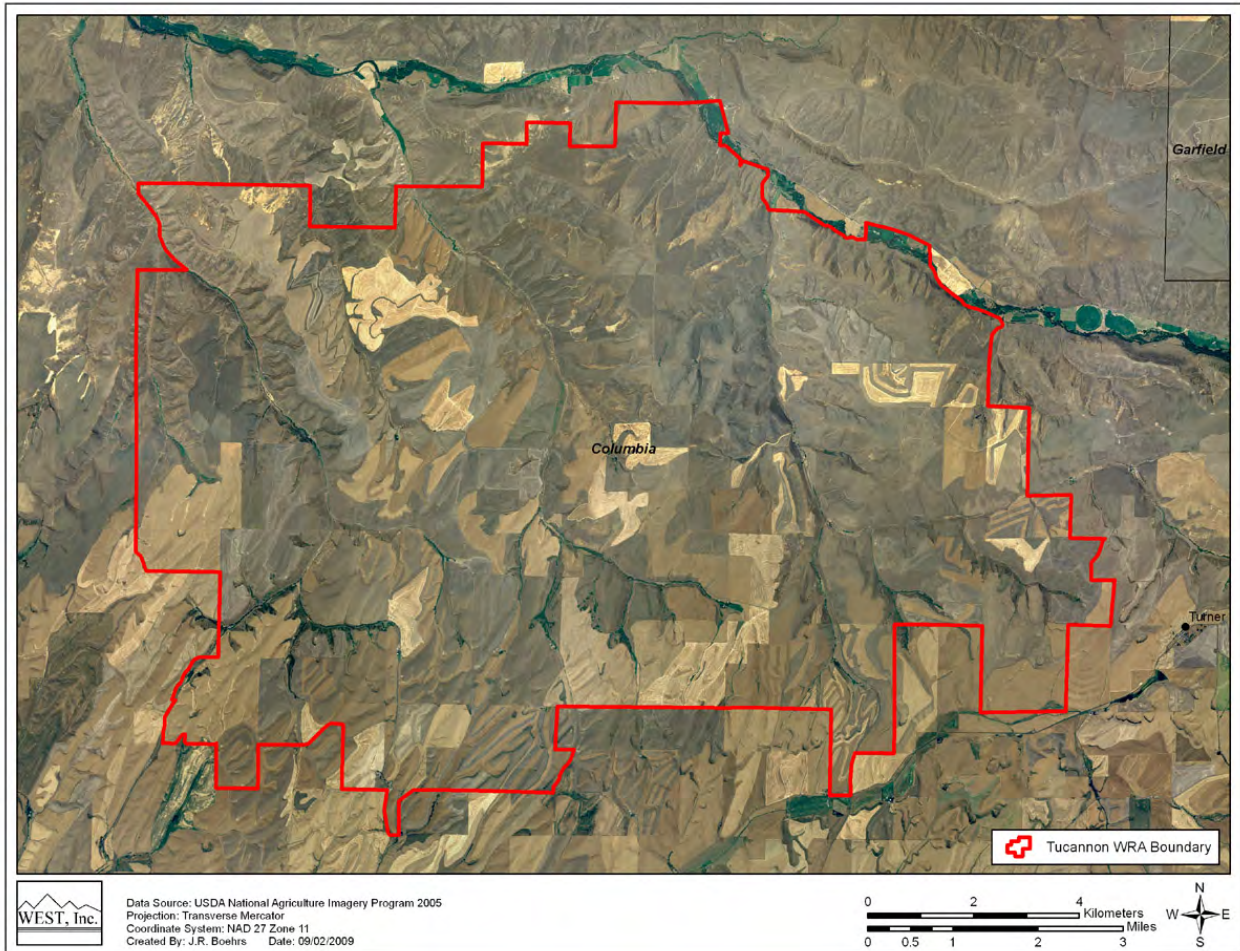 Garfield
Columbia
Turner
Tucannon WRA Boundary
WEST, Inc.
Data Source: USDA National Agriculture Imagery Program 2005
Projection: Transverse Mercator
Coordinate System: NAD 27 Zone 11
Created By: J.R. Boehrs Date: 09/02/2009
0 2 4
Kilometers
Miles
0 0.5 1 2 3
N
W E
S